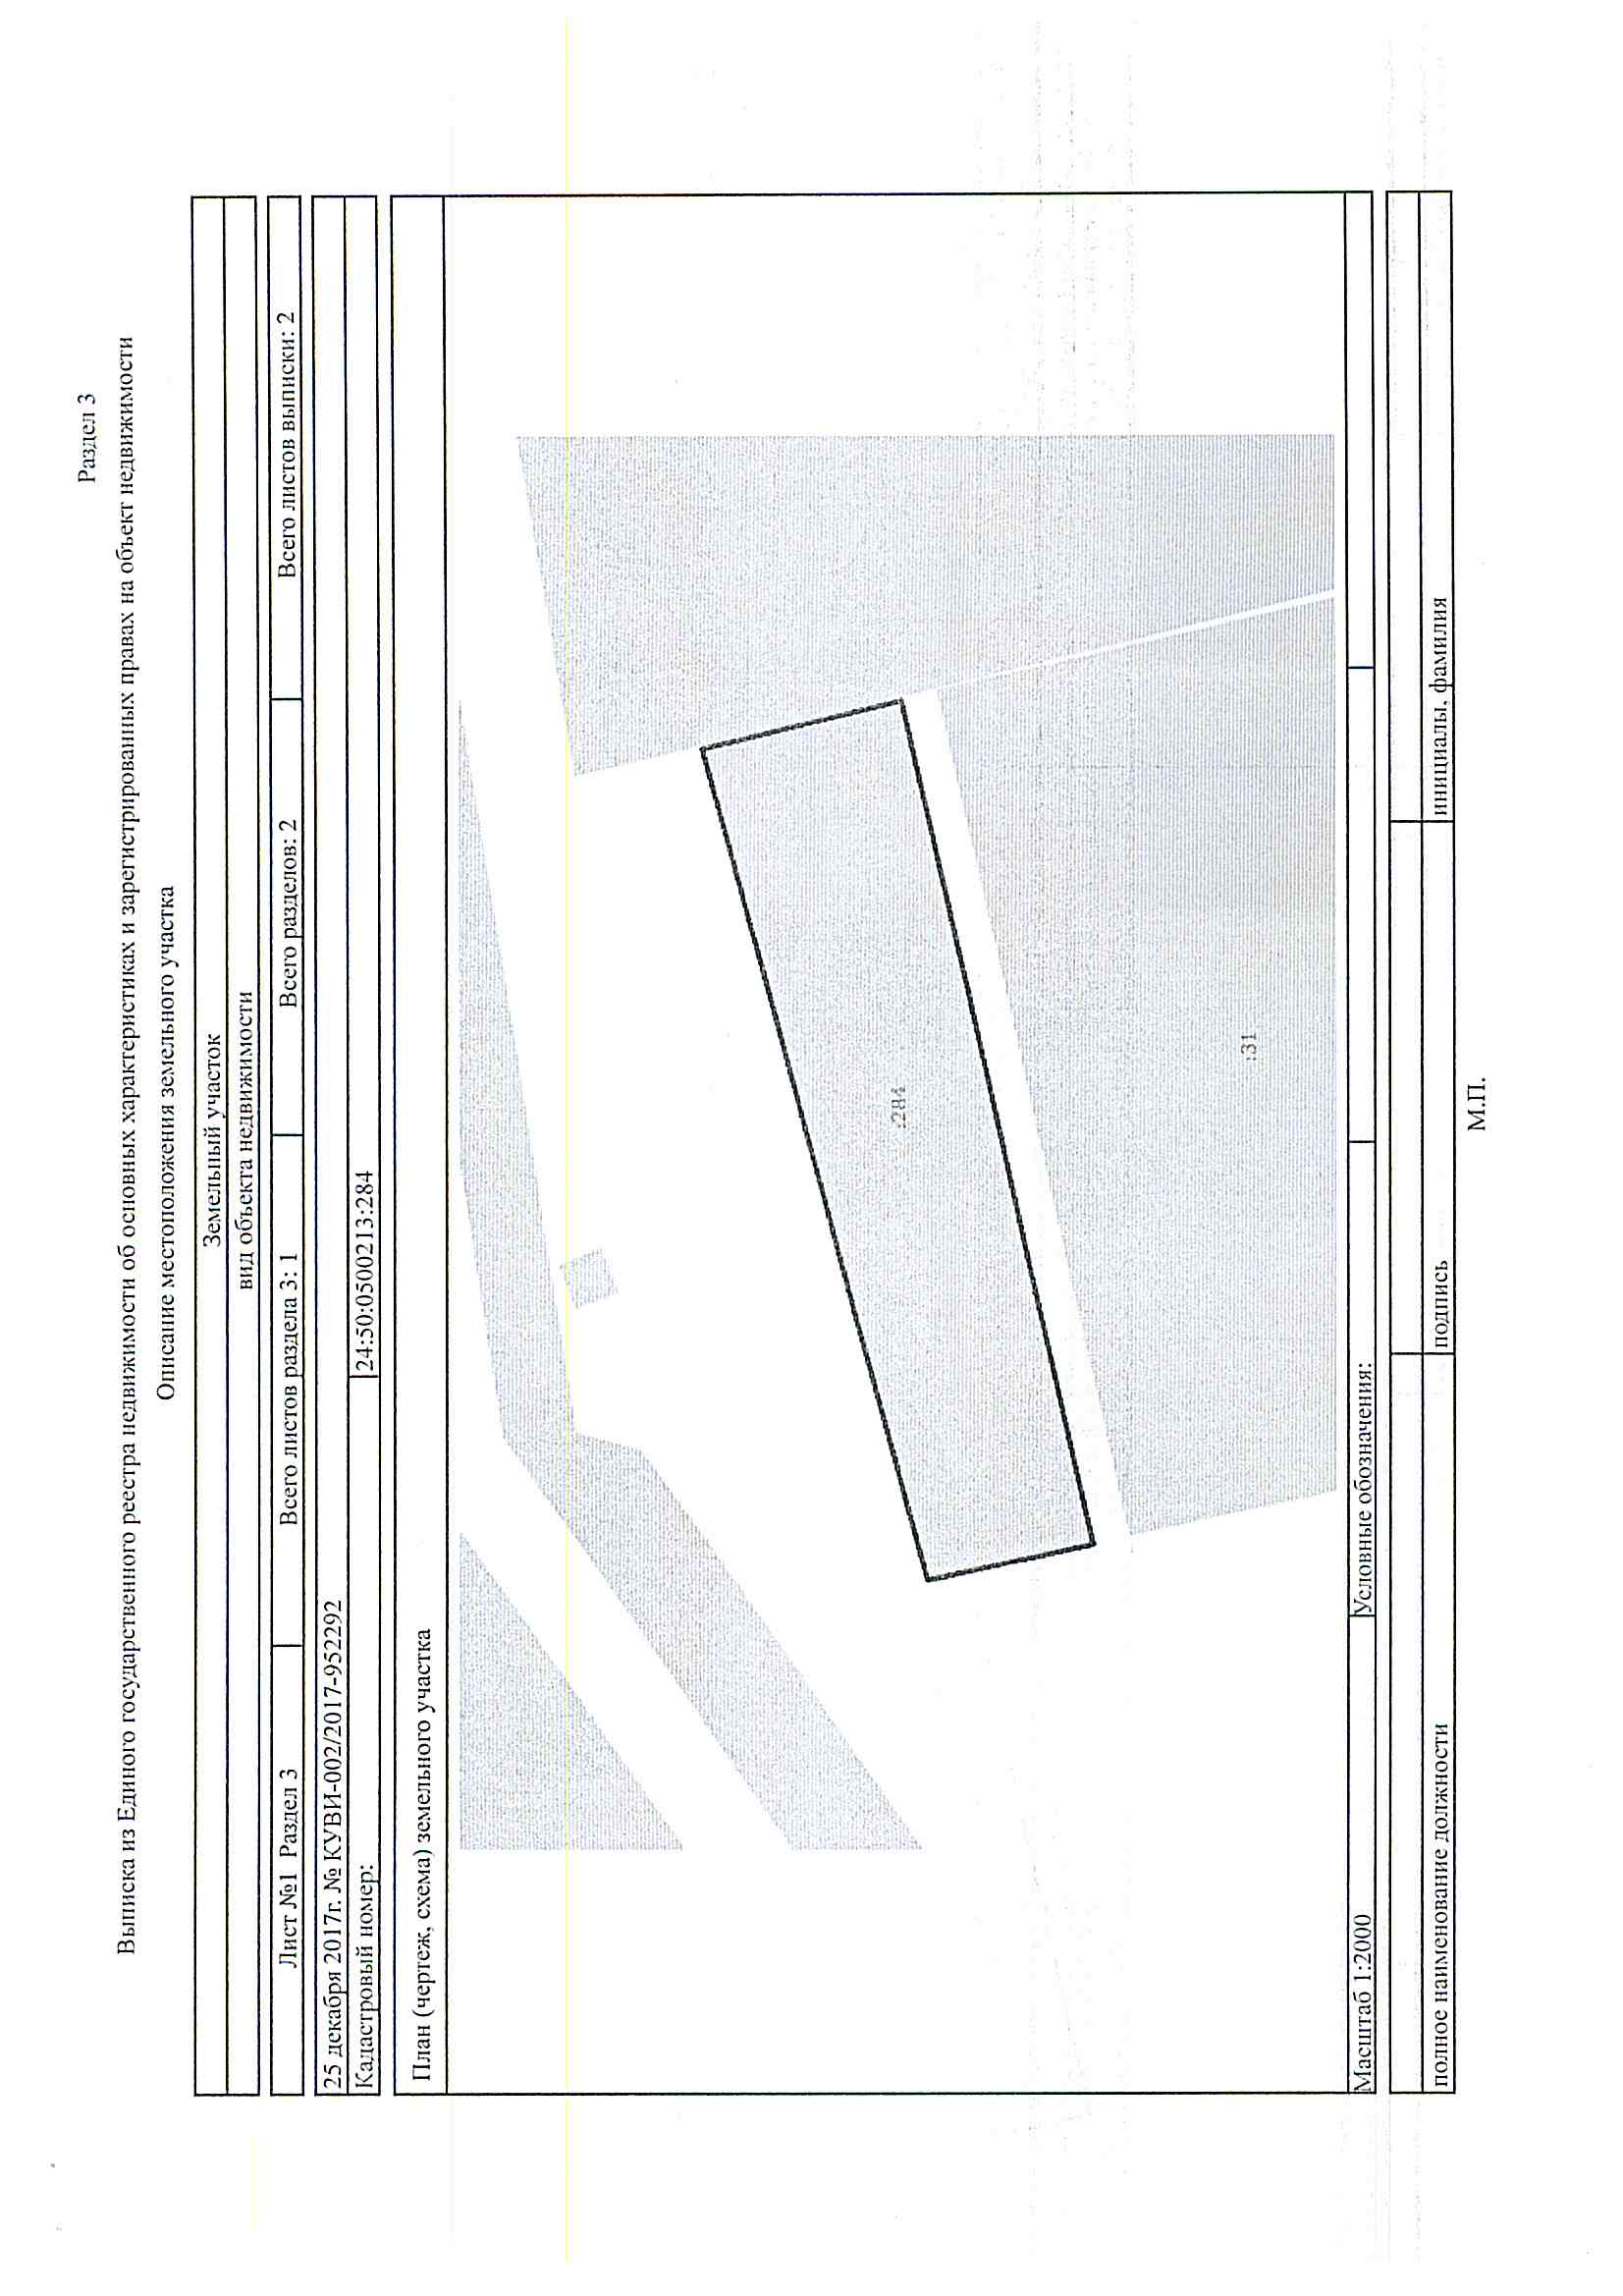 Раздел 3
Выписка из Единого государственного реестра недвижимости об основных характеристиках и зарегистрированных правах на объект недвижимости
Описание местоположения земельного участка
Земельный участок
вид объекта недвижимости
Лист №1 Раздел 3 Всего листов раздела 3: 1 Всего разделов: 2 Всего листов выписки: 2
25 декабря 2017г. № КУВИ-002/2017-952292
Кадастровый номер: 24:50:0500213:284
План (чертеж, схема) земельного участка
:284
:31
Масштаб 1:2000 Условные обозначения:
полное наименование должности подпись инициалы, фамилия
М.П.